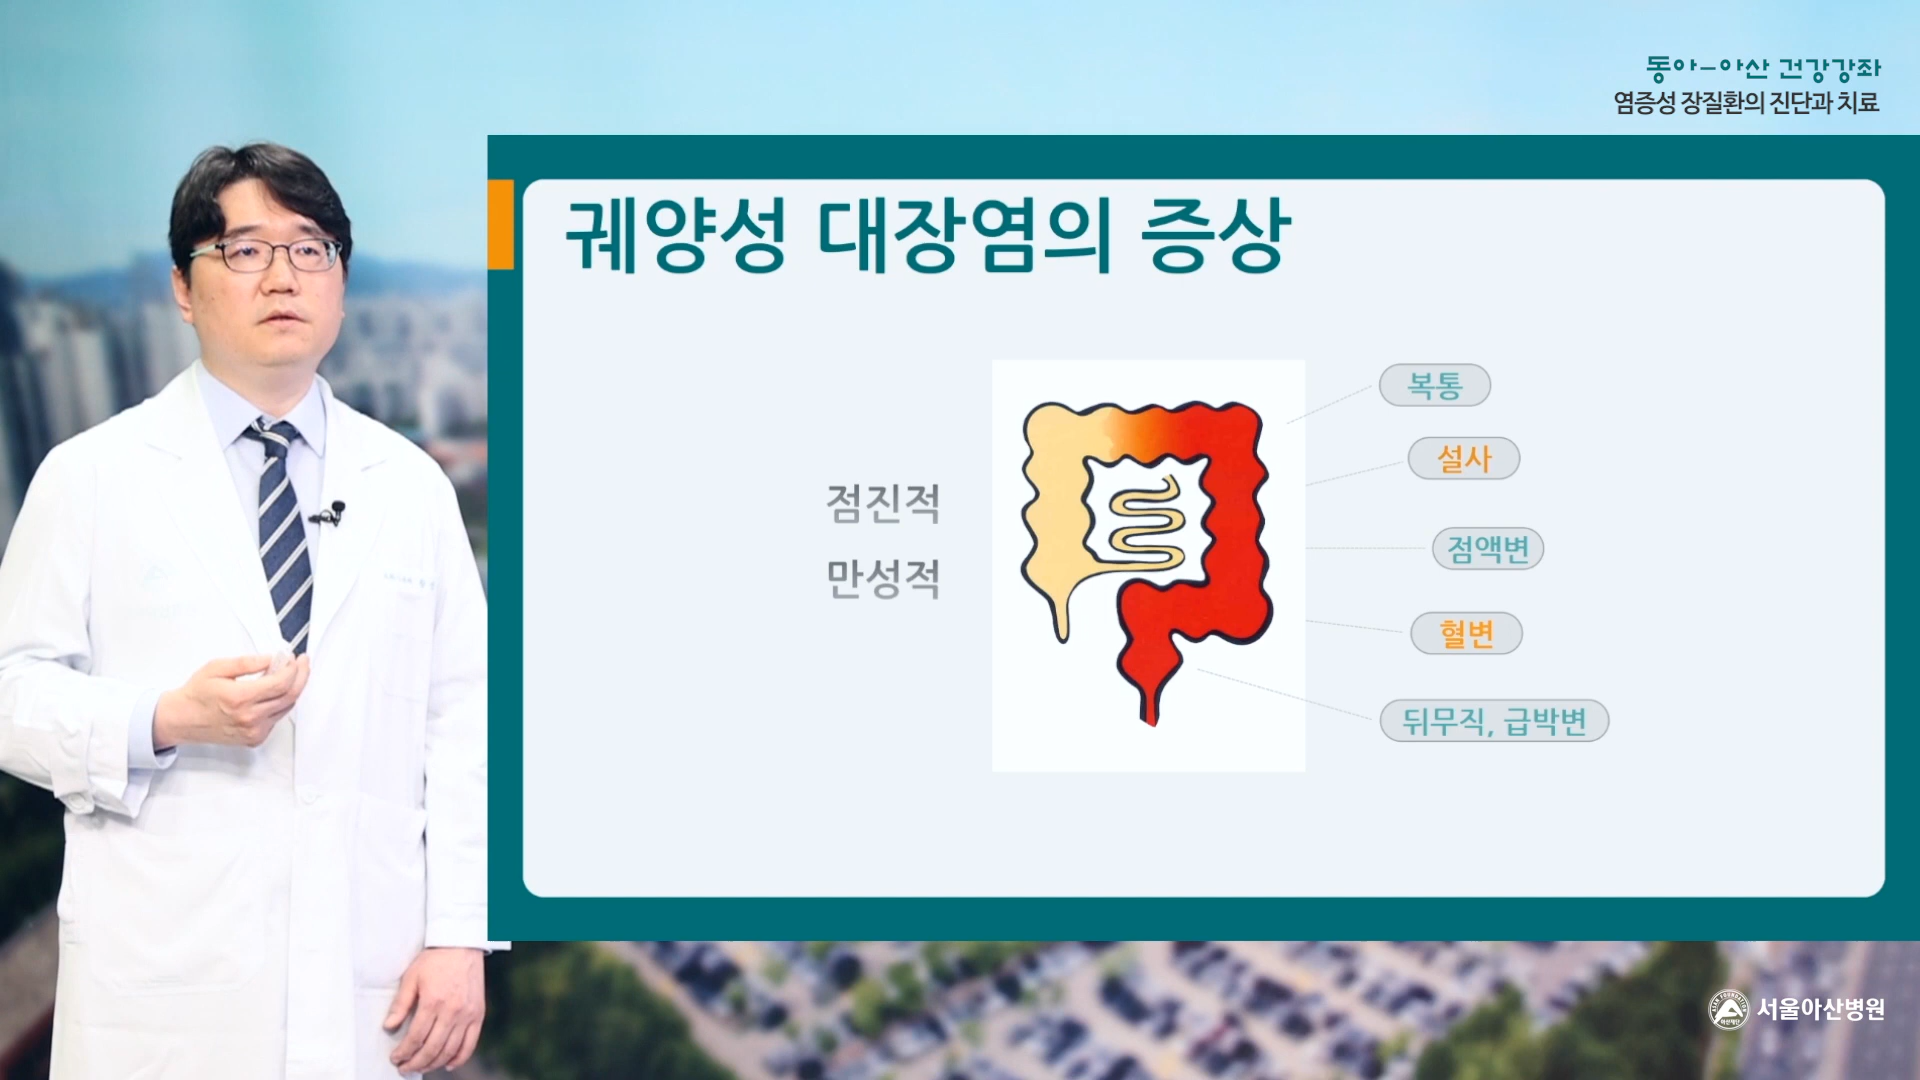 동아-아산 건강강좌
염증성 장질환의 진단과 치료
궤양성 대장염의 증상
복통
설사
점진적
점액변
만성적
혈변
뒤무직, 급박변
서울아산병원